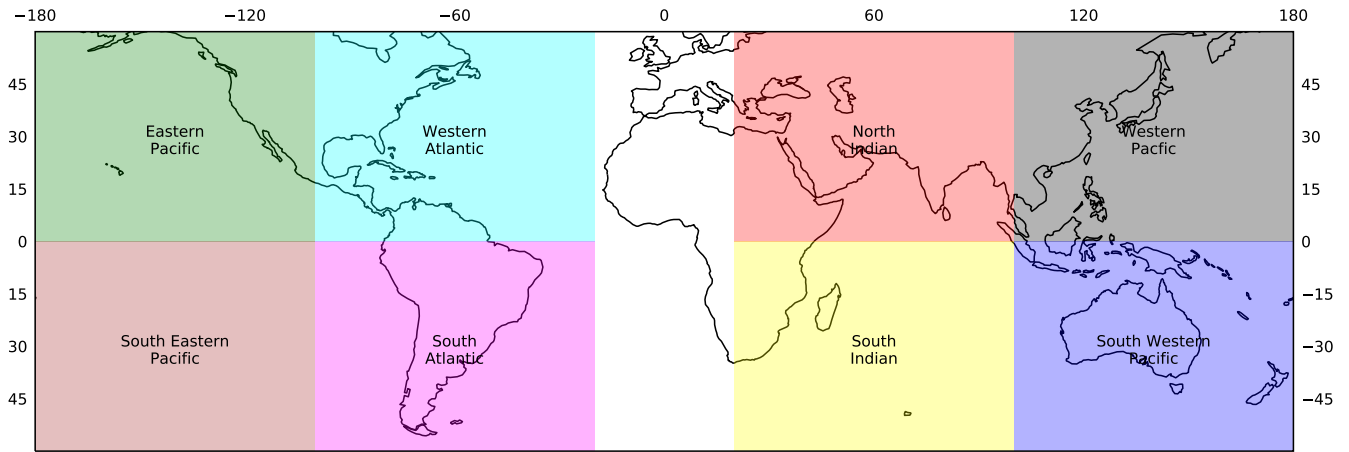 −180 −120 −60 0 60 120 180
45 45
30 30
15 15
0 0
15 −15
30 −30
45 −45
Eastern
Pacific
Western
Atlantic
North
Indian
Western
Pacfic
South Eastern
Pacific
South
Atlantic
South
Indian
South Western
Pacific